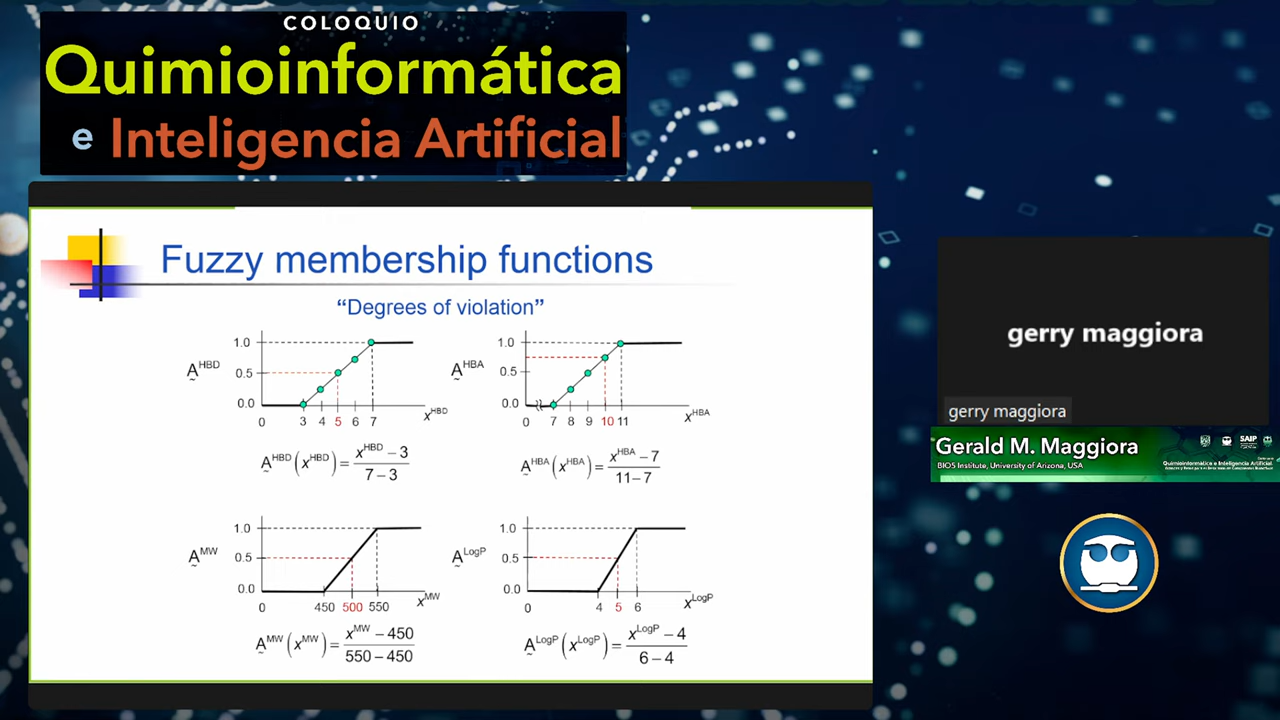 COLOQUIO
Quimioinformática
e Inteligencia Artificial
Fuzzy membership functions
“Degrees of violation”
A^HBD
1.0
0.5
0.0
0 3 4 5 6 7 x^HBD
A^HBD (x^HBD) = (x^HBD − 3) / (7 − 3)
A^HBA
1.0
0.5
0.0
0 7 8 9 10 11 x^HBA
A^HBA (x^HBA) = (x^HBA − 7) / (11 − 7)
A^MW
1.0
0.5
0.0
0 450 500 550 x^MW
A^MW (x^MW) = (x^MW − 450) / (550 − 450)
A^LogP
1.0
0.5
0.0
0 4 5 6 x^LogP
A^LogP (x^LogP) = (x^LogP − 4) / (6 − 4)
gerry maggiora
gerry maggiora
Gerald M. Maggiora
BIOS Institute, University of Arizona, USA
SAIP
Quimioinformática e Inteligencia Artificial